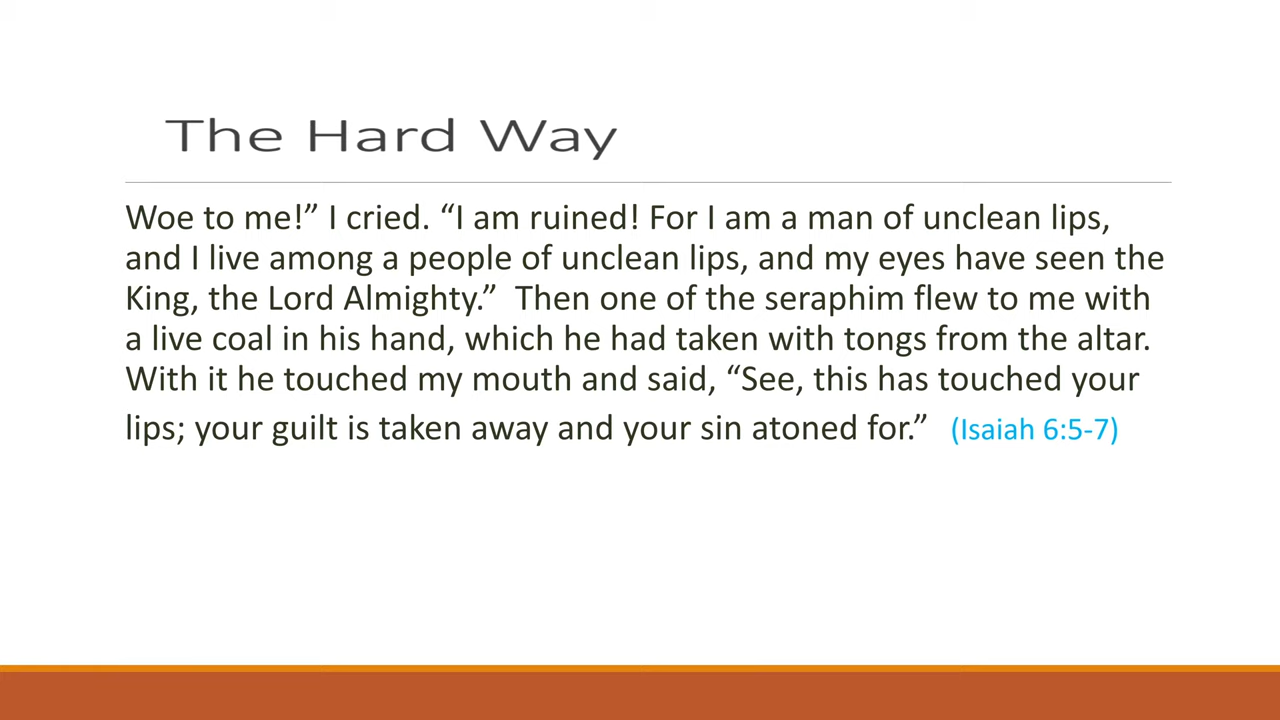 The Hard Way
Woe to me!” I cried. “I am ruined! For I am a man of unclean lips,
and I live among a people of unclean lips, and my eyes have seen the
King, the Lord Almighty.”  Then one of the seraphim flew to me with
a live coal in his hand, which he had taken with tongs from the altar.
With it he touched my mouth and said, “See, this has touched your
lips; your guilt is taken away and your sin atoned for.”  (Isaiah 6:5-7)